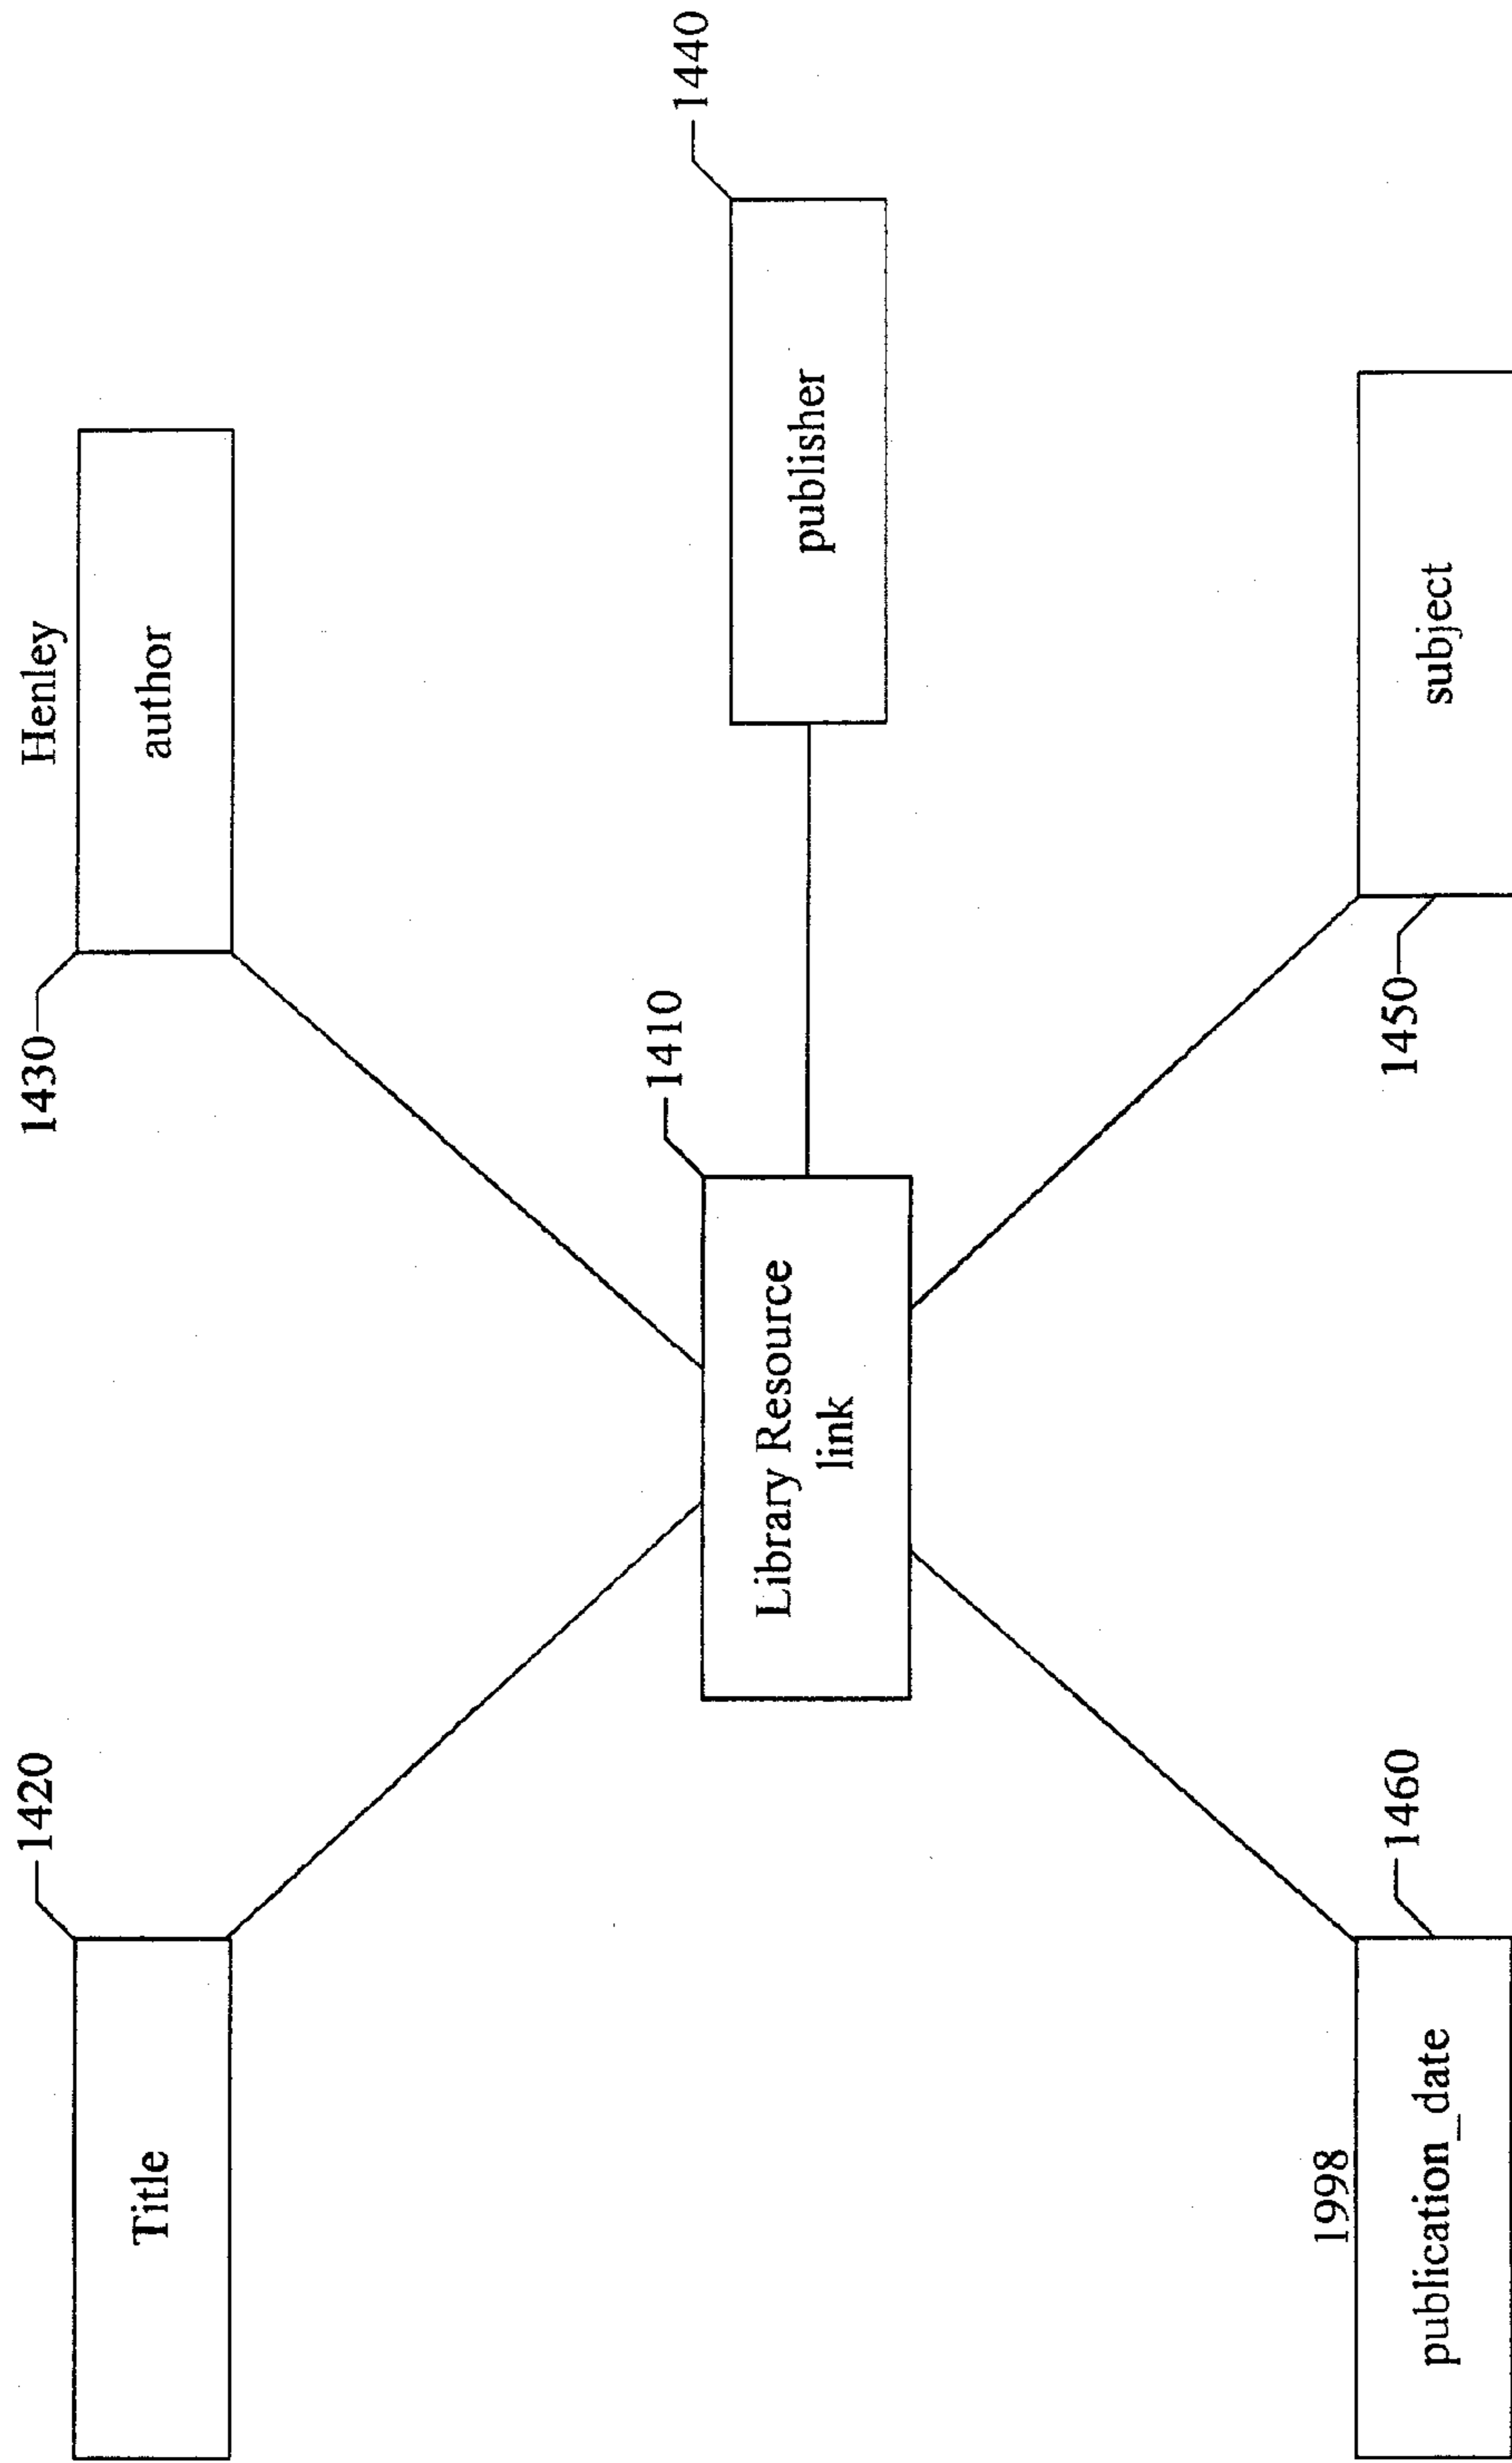 1420
Title
1430
Henley
author
1410
Library Resource
link
1440
publisher
1460
1998
publication_date
1450
subject